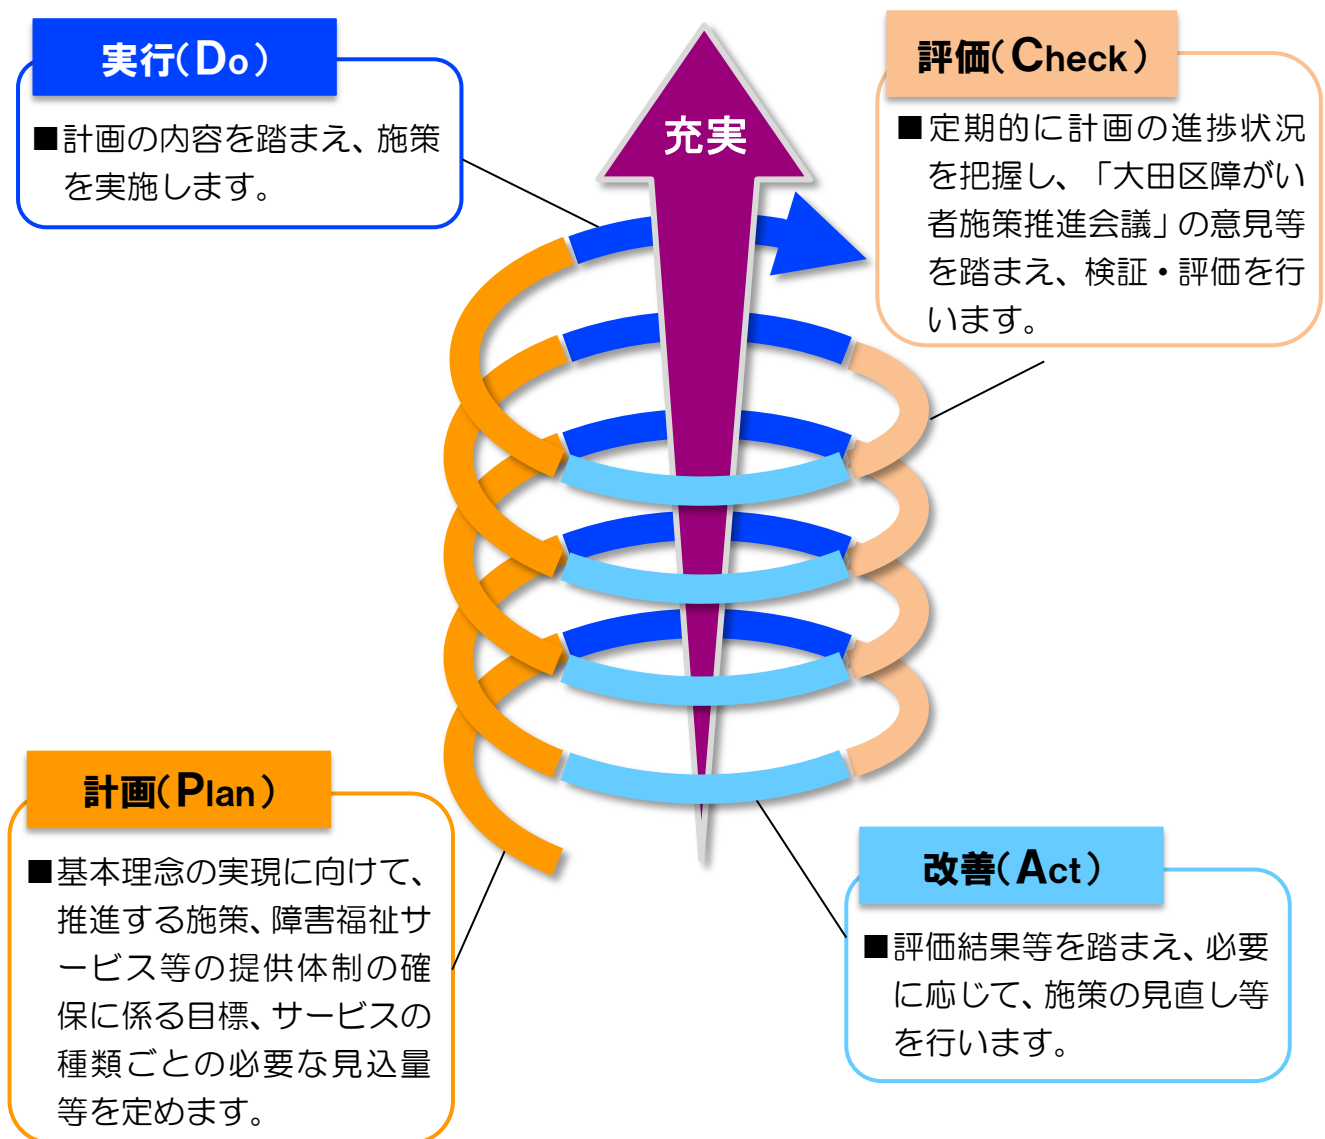 実行(Do)
■計画の内容を踏まえ、施策
を実施します。
充実
評価(Check)
■定期的に計画の進捗状況
を把握し、「大田区障がい
者施策推進会議」の意見等
を踏まえ、検証・評価を行
います。
計画(Plan)
■基本理念の実現に向けて、
推進する施策、障害福祉サ
ービス等の提供体制の確
保に係る目標、サービスの
種類ごとの必要な見込量
等を定めます。
改善(Act)
■評価結果等を踏まえ、必要
に応じて、施策の見直し等
を行います。